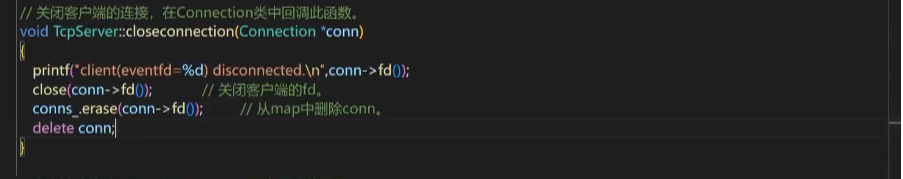 // 关闭客户端的连接，在Connection类中回调此函数。
void TcpServer::closeconnection(Connection *conn)
{
printf("client(eventfd=%d) disconnected.\n",conn->fd());
close(conn->fd()); // 关闭客户端的fd。
conns_.erase(conn->fd()); // 从map中删除conn。
delete conn;
}